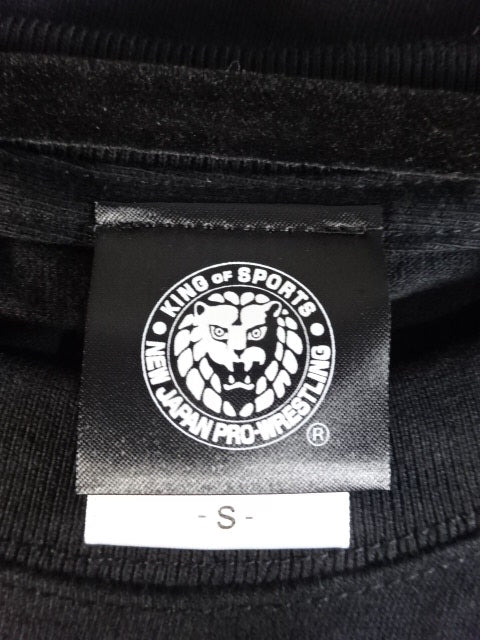 KING OF SPORTS
NEW JAPAN PRO-WRESTLING
®
- S -